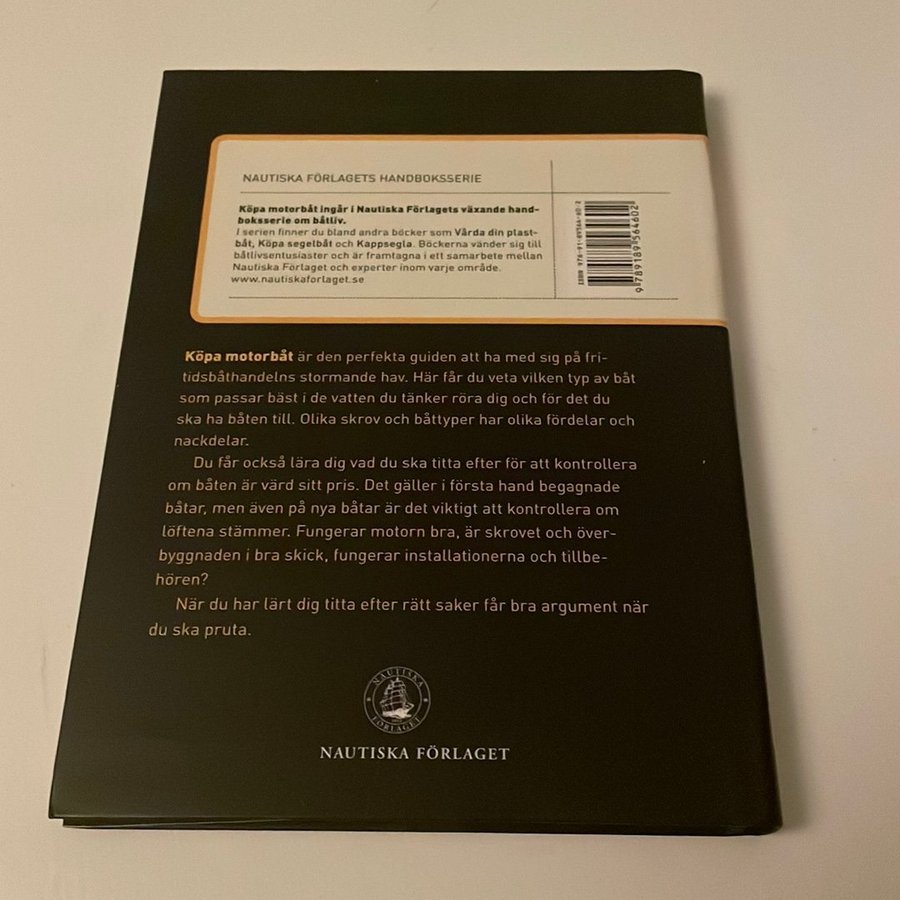 NAUTISKA FÖRLAGETS HANDBOKSSERIE
Köpa motorbåt ingår i Nautiska Förlagets växande hand-
boksserie om båtliv.
I serien finner du bland andra böcker som Vårda din plast-
båt, Köpa segelbåt och Kappsegla. Böckerna vänder sig till
båtlivsentusiaster och är framtagna i ett samarbete mellan
Nautiska Förlaget och experter inom varje område.
www.nautiskaforlaget.se
ISBN 978-91-89564-60-2
9789189564602
Köpa motorbåt är den perfekta guiden att ha med sig på fri-
tidsbåthandelns stormande hav. Här får du veta vilken typ av båt
som passar bäst i de vatten du tänker röra dig och för det du
ska ha båten till. Olika skrov och båttyper har olika fördelar och
nackdelar.
Du får också lära dig vad du ska titta efter för att kontrollera
om båten är värd sitt pris. Det gäller i första hand begagnade
båtar, men även på nya båtar är det viktigt att kontrollera om
löftena stämmer. Fungerar motorn bra, är skrovet och över-
byggnaden i bra skick, fungerar installationerna och tillbe-
hören?
När du har lärt dig titta efter rätt saker får bra argument när
du ska pruta.
NAUTISKA
FÖRLAGET
NAUTISKA FÖRLAGET